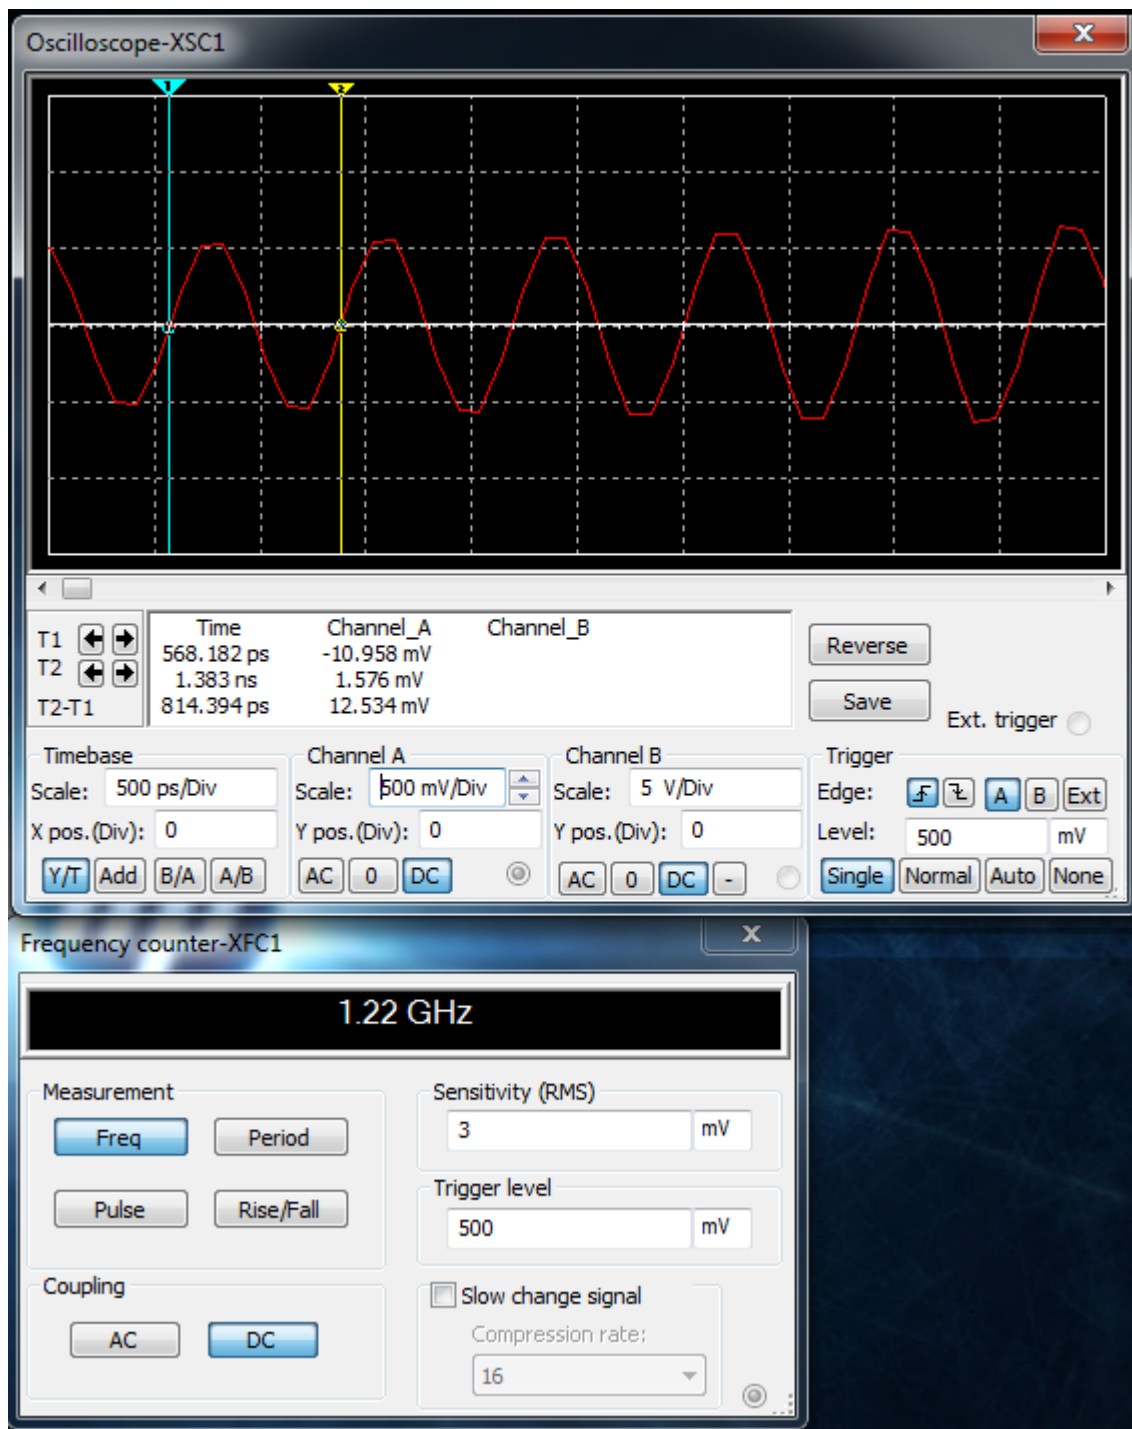 Oscilloscope-XSC1
1 2
Time Channel_A Channel_B
T1 568.182 ps -10.958 mV
T2 1.383 ns 1.576 mV
T2-T1 814.394 ps 12.534 mV
Reverse
Save
Ext. trigger
Timebase
Scale: 500 ps/Div
X pos.(Div): 0
Y/T Add B/A A/B
Channel A
Scale: 500 mV/Div
Y pos.(Div): 0
AC 0 DC
Channel B
Scale: 5 V/Div
Y pos.(Div): 0
AC 0 DC -
Trigger
Edge: A B Ext
Level: 500 mV
Single Normal Auto None
Frequency counter-XFC1
1.22 GHz
Measurement
Freq Period
Pulse Rise/Fall
Coupling
AC DC
Sensitivity (RMS)
3 mV
Trigger level
500 mV
Slow change signal
Compression rate:
16